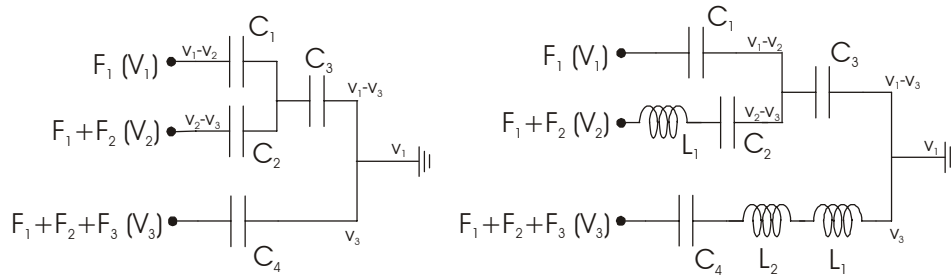 C₁
v₁-v₂
F₁ (V₁)
C₃
v₁-v₃
F₁+F₂ (V₂)
v₂-v₃
C₂
v₁
F₁+F₂+F₃ (V₃)
C₄
v₃
C₁
v₁-v₂
F₁ (V₁)
C₃
v₁-v₃
F₁+F₂ (V₂)
v₂-v₃
L₁
C₂
v₁
F₁+F₂+F₃ (V₃)
C₄
L₂
L₁
v₃